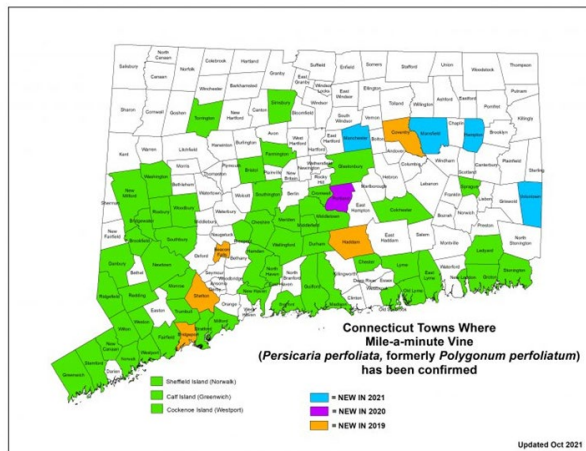 Salisbury
North Canaan
Canaan
Norfolk
Colebrook
Hartland
Granby
Suffield
Enfield
Somers
Stafford
Union
Woodstock
Thompson
Winchester
Barkhamsted
East Granby
Windsor Locks
East Windsor
Ellington
Ashford
Eastford
Pomfret
Putnam
Killingly
Sharon
Cornwall
Goshen
Torrington
New Hartford
Canton
Simsbury
Bloomfield
Windsor
South Windsor
Vernon
Tolland
Willington
Chaplin
Hampton
Brooklyn
Kent
Warren
Litchfield
Harwinton
Burlington
Avon
West Hartford
East Hartford
Manchester
Bolton
Coventry
Mansfield
Farmington
Glastonbury
Andover
Columbia
Windham
Scotland
Canterbury
Plainfield
Sterling
Washington
Morris
Bethlehem
Watertown
Thomaston
Plymouth
Bristol
Plainville
New Britain
Newington
Wethersfield
Rocky Hill
Hebron
Marlborough
Lebanon
Franklin
Sprague
Lisbon
Griswold
Voluntown
New Milford
Sherman
Roxbury
Woodbury
Middlebury
Waterbury
Wolcott
Southington
Berlin
Cromwell
Portland
East Hampton
Colchester
Bozrah
Norwich
Preston
North Stonington
New Fairfield
Bridgewater
Brookfield
Southbury
Naugatuck
Prospect
Cheshire
Meriden
Middletown
Middlefield
Haddam
East Haddam
Salem
Montville
Ledyard
Danbury
Bethel
Newtown
Oxford
Beacon Falls
Bethany
Hamden
Wallingford
Durham
Ridgefield
Redding
Monroe
Seymour
Ansonia
Derby
Woodbridge
North Haven
North Branford
Killingworth
Chester
Deep River
Essex
Lyme
East Lyme
Waterford
New London
Groton
Stonington
Easton
Shelton
Trumbull
Orange
New Haven
East Haven
Branford
Guilford
Madison
Clinton
Westbrook
Old Saybrook
Old Lyme
Wilton
Weston
Fairfield
Bridgeport
Stratford
Milford
West Haven
Greenwich
Stamford
Darien
Norwalk
Westport
Connecticut Towns Where
Mile-a-minute Vine
(Persicaria perfoliata, formerly Polygonum perfoliatum)
has been confirmed
Sheffield Island (Norwalk)
Calf Island (Greenwich)
Cockenoe Island (Westport)
= NEW IN 2021
= NEW IN 2020
= NEW IN 2019
Updated Oct 2021